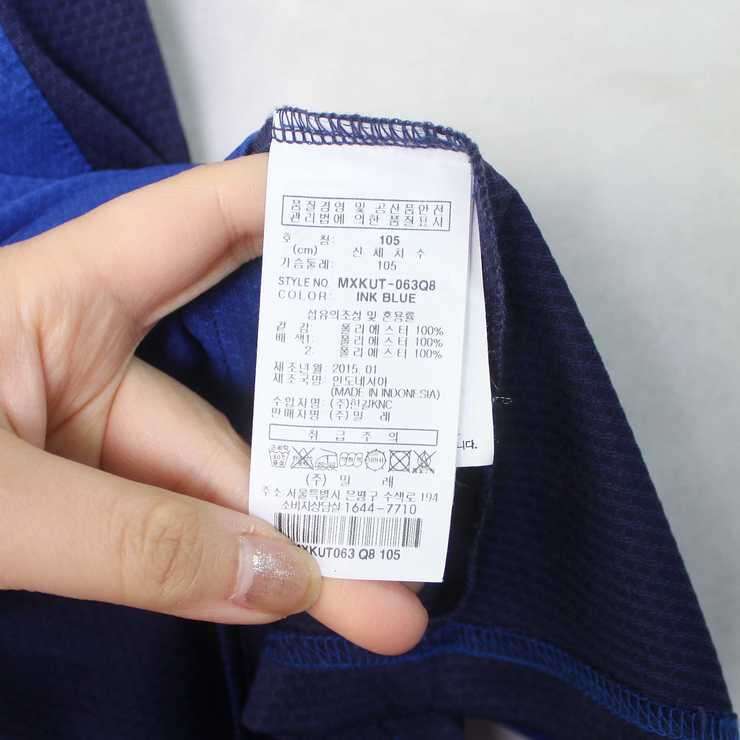 품질경영 및 공산품안전
관리법에 의한 품질표시
호 칭: 105
(cm) 신 체 치 수
가슴둘레: 105
STYLE NO MXKUT-063Q8
COLOR: INK BLUE
섬유의조성 및 혼용률
겉 감: 폴리에스터 100%
배 색1: 폴리에스터 100%
2: 폴리에스터 100%
제조년월: 2015. 01
제조국명: 인도네시아
(MADE IN INDONESIA)
수입자명: (주)한길KNC
판매자명: (주)밀 레
취 급 주 의
(주) 밀 레
주소:서울특별시 은평구 수색로 194
소비자상담실 1644-7710
MXKUT063 Q8 105
니다.